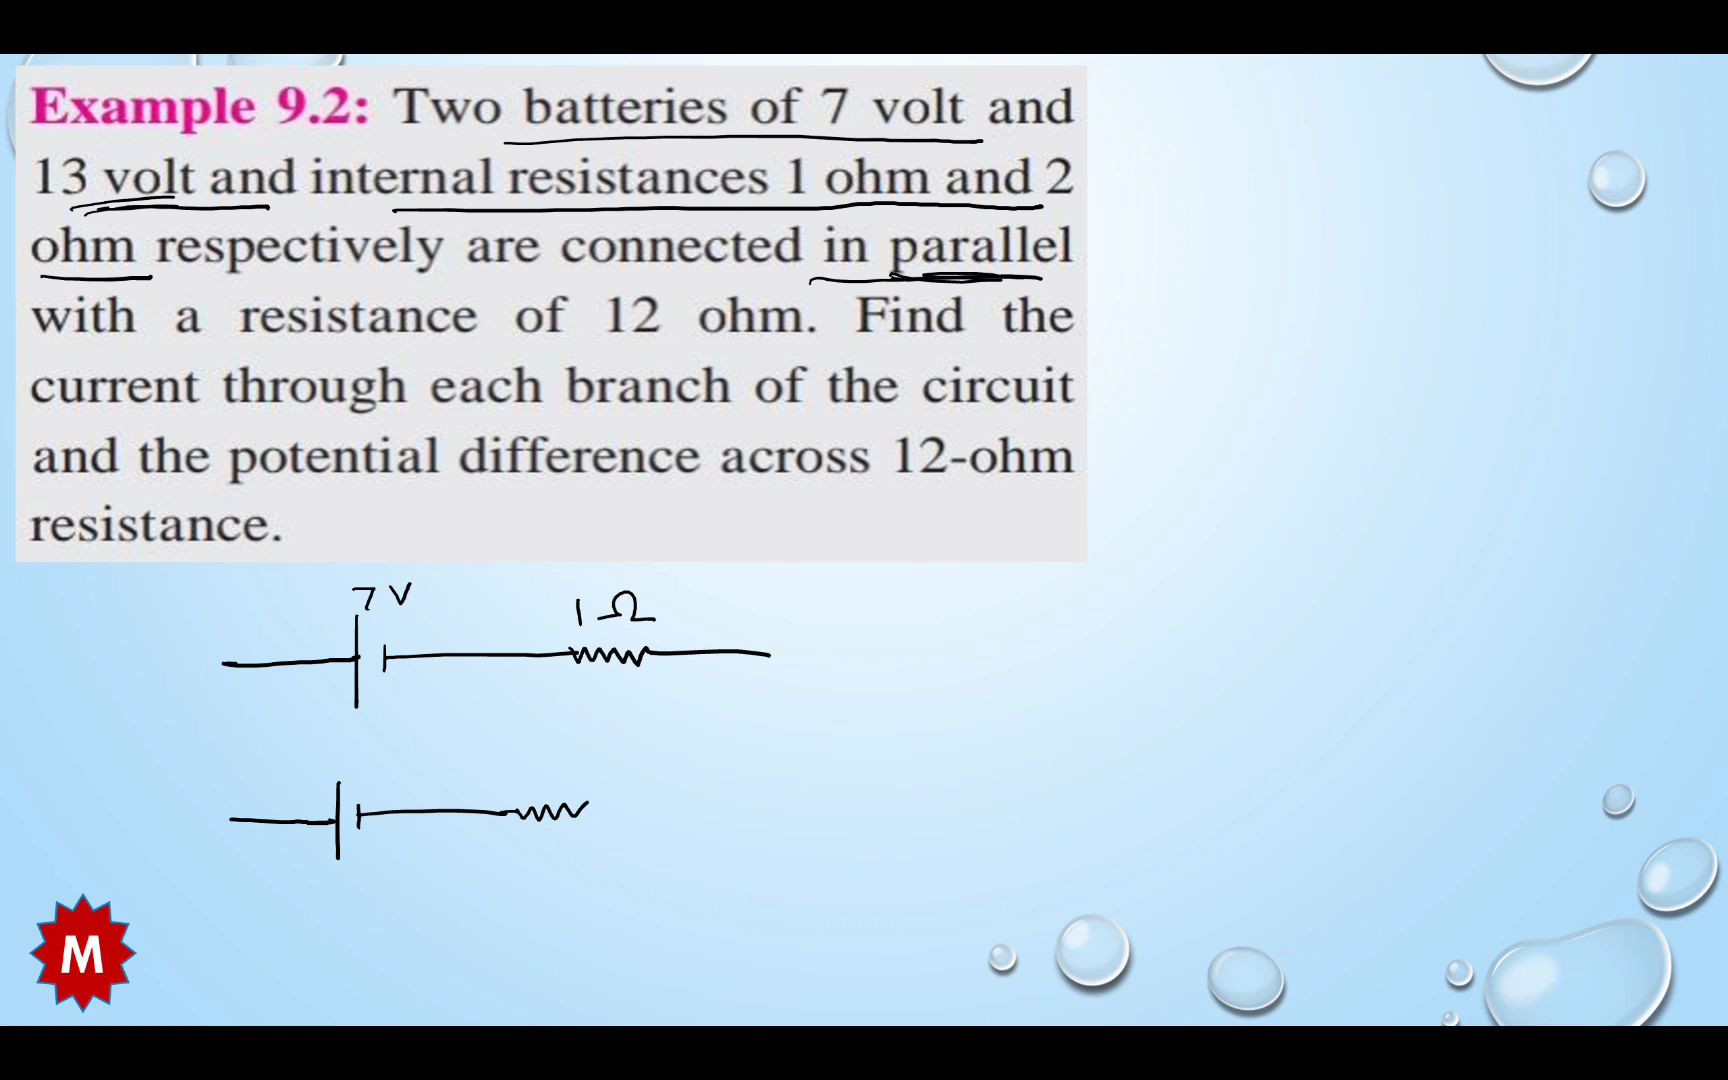 Example 9.2: Two batteries of 7 volt and
13 volt and internal resistances 1 ohm and 2
ohm respectively are connected in parallel
with a resistance of 12 ohm. Find the
current through each branch of the circuit
and the potential difference across 12-ohm
resistance.
7 V
1 Ω
M